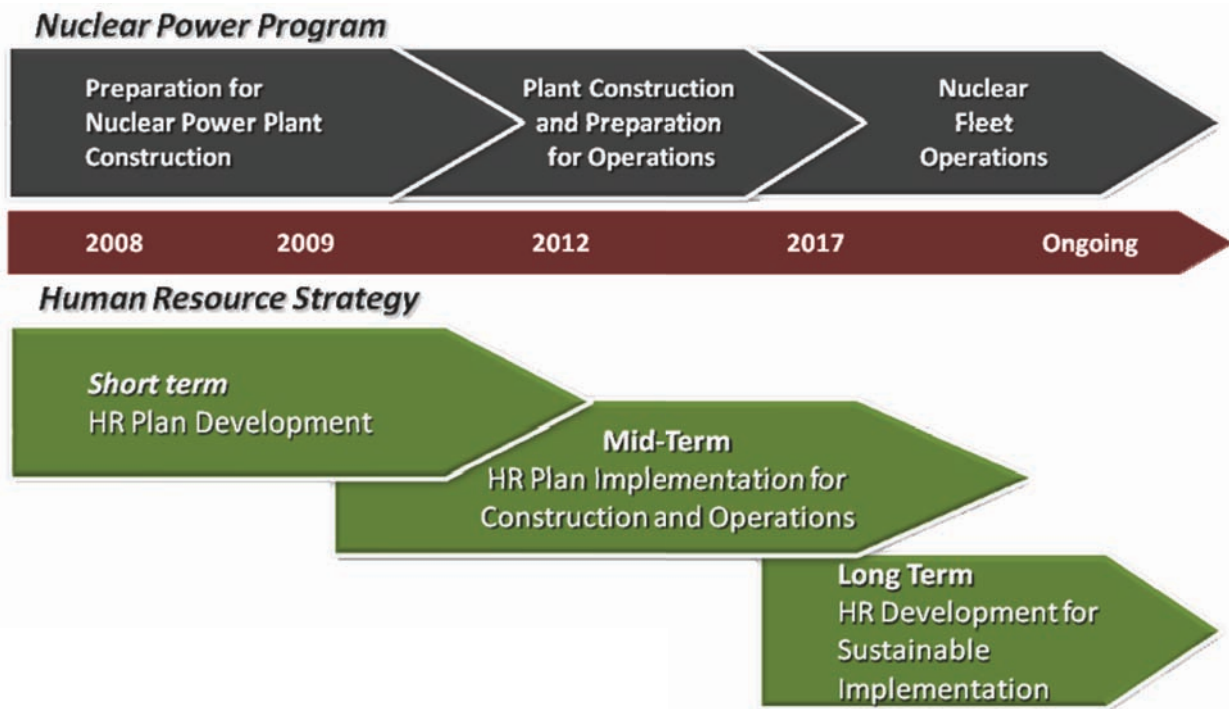 Nuclear Power Program
Preparation for
Nuclear Power Plant
Construction
Plant Construction
and Preparation
for Operations
Nuclear
Fleet
Operations
2008 2009 2012 2017 Ongoing
Human Resource Strategy
Short term
HR Plan Development
Mid-Term
HR Plan Implementation for
Construction and Operations
Long Term
HR Development for
Sustainable
Implementation